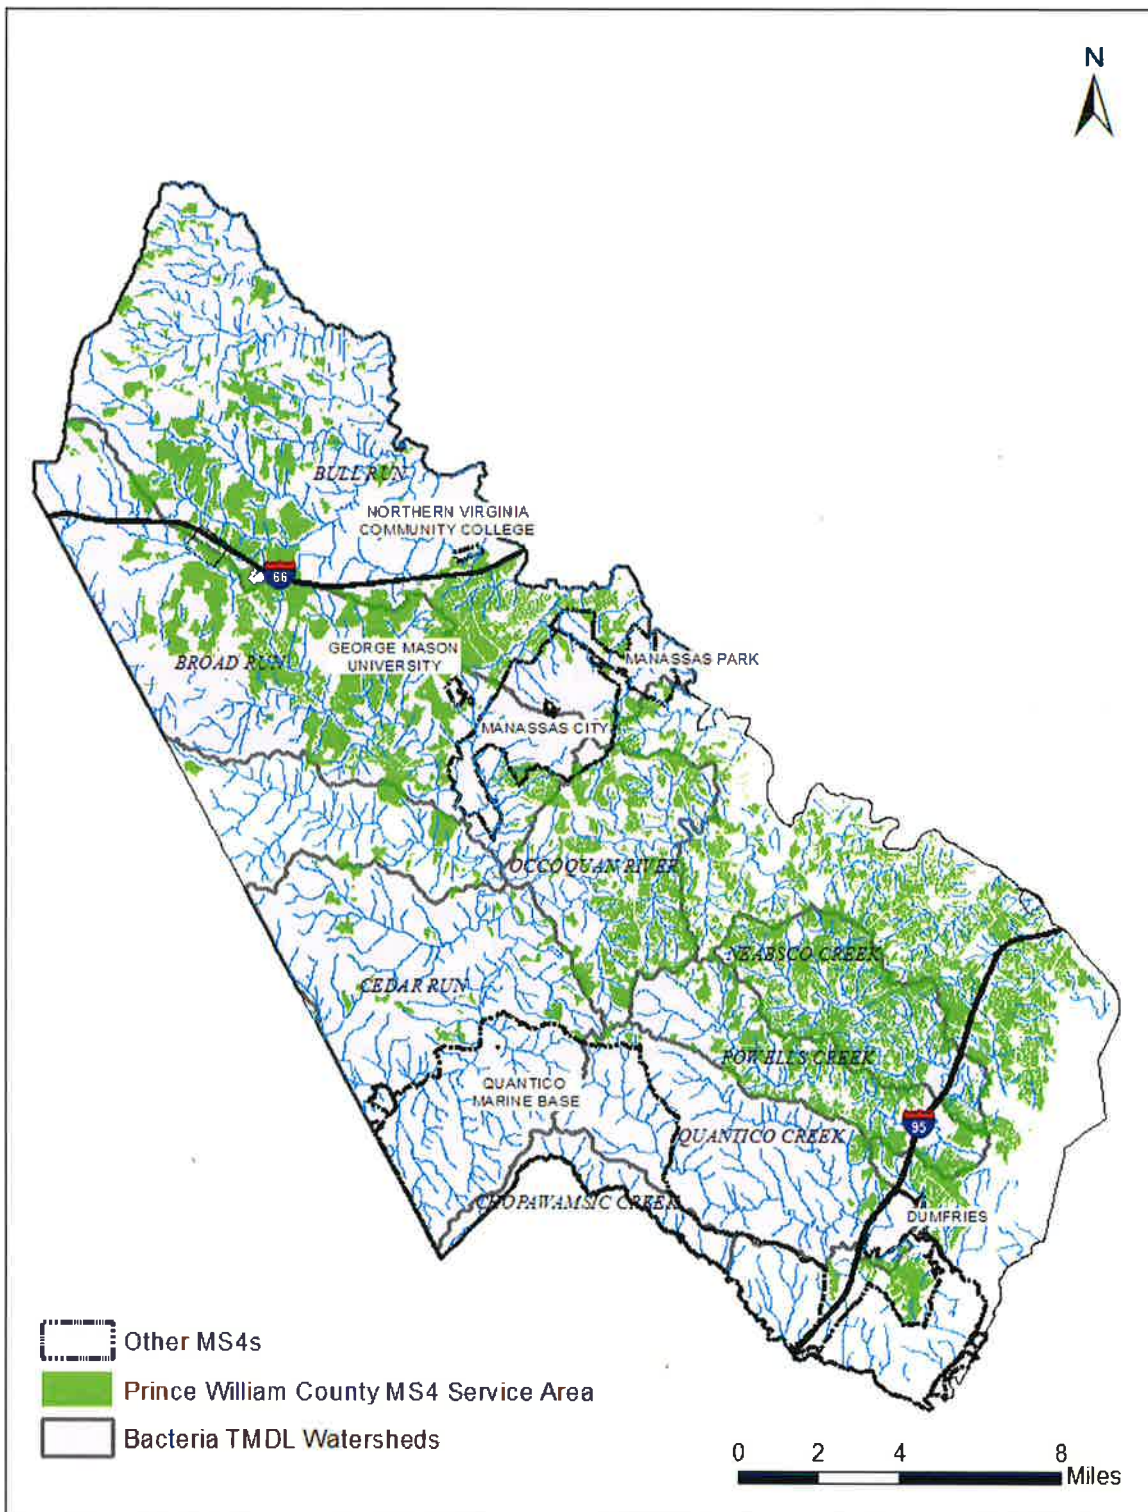 N
BULL RUN
NORTHERN VIRGINIA
COMMUNITY COLLEGE
66
GEORGE MASON
UNIVERSITY
BROAD RUN
MANASSAS PARK
MANASSAS CITY
OCCOQUAN RIVER
NEABSCO CREEK
CEDAR RUN
POWELLS CREEK
QUANTICO
MARINE BASE
95
QUANTICO CREEK
CHOPAWAMSIC CREEK
DUMFRIES
Other MS4s
Prince William County MS4 Service Area
Bacteria TMDL Watersheds
0 2 4 8
Miles